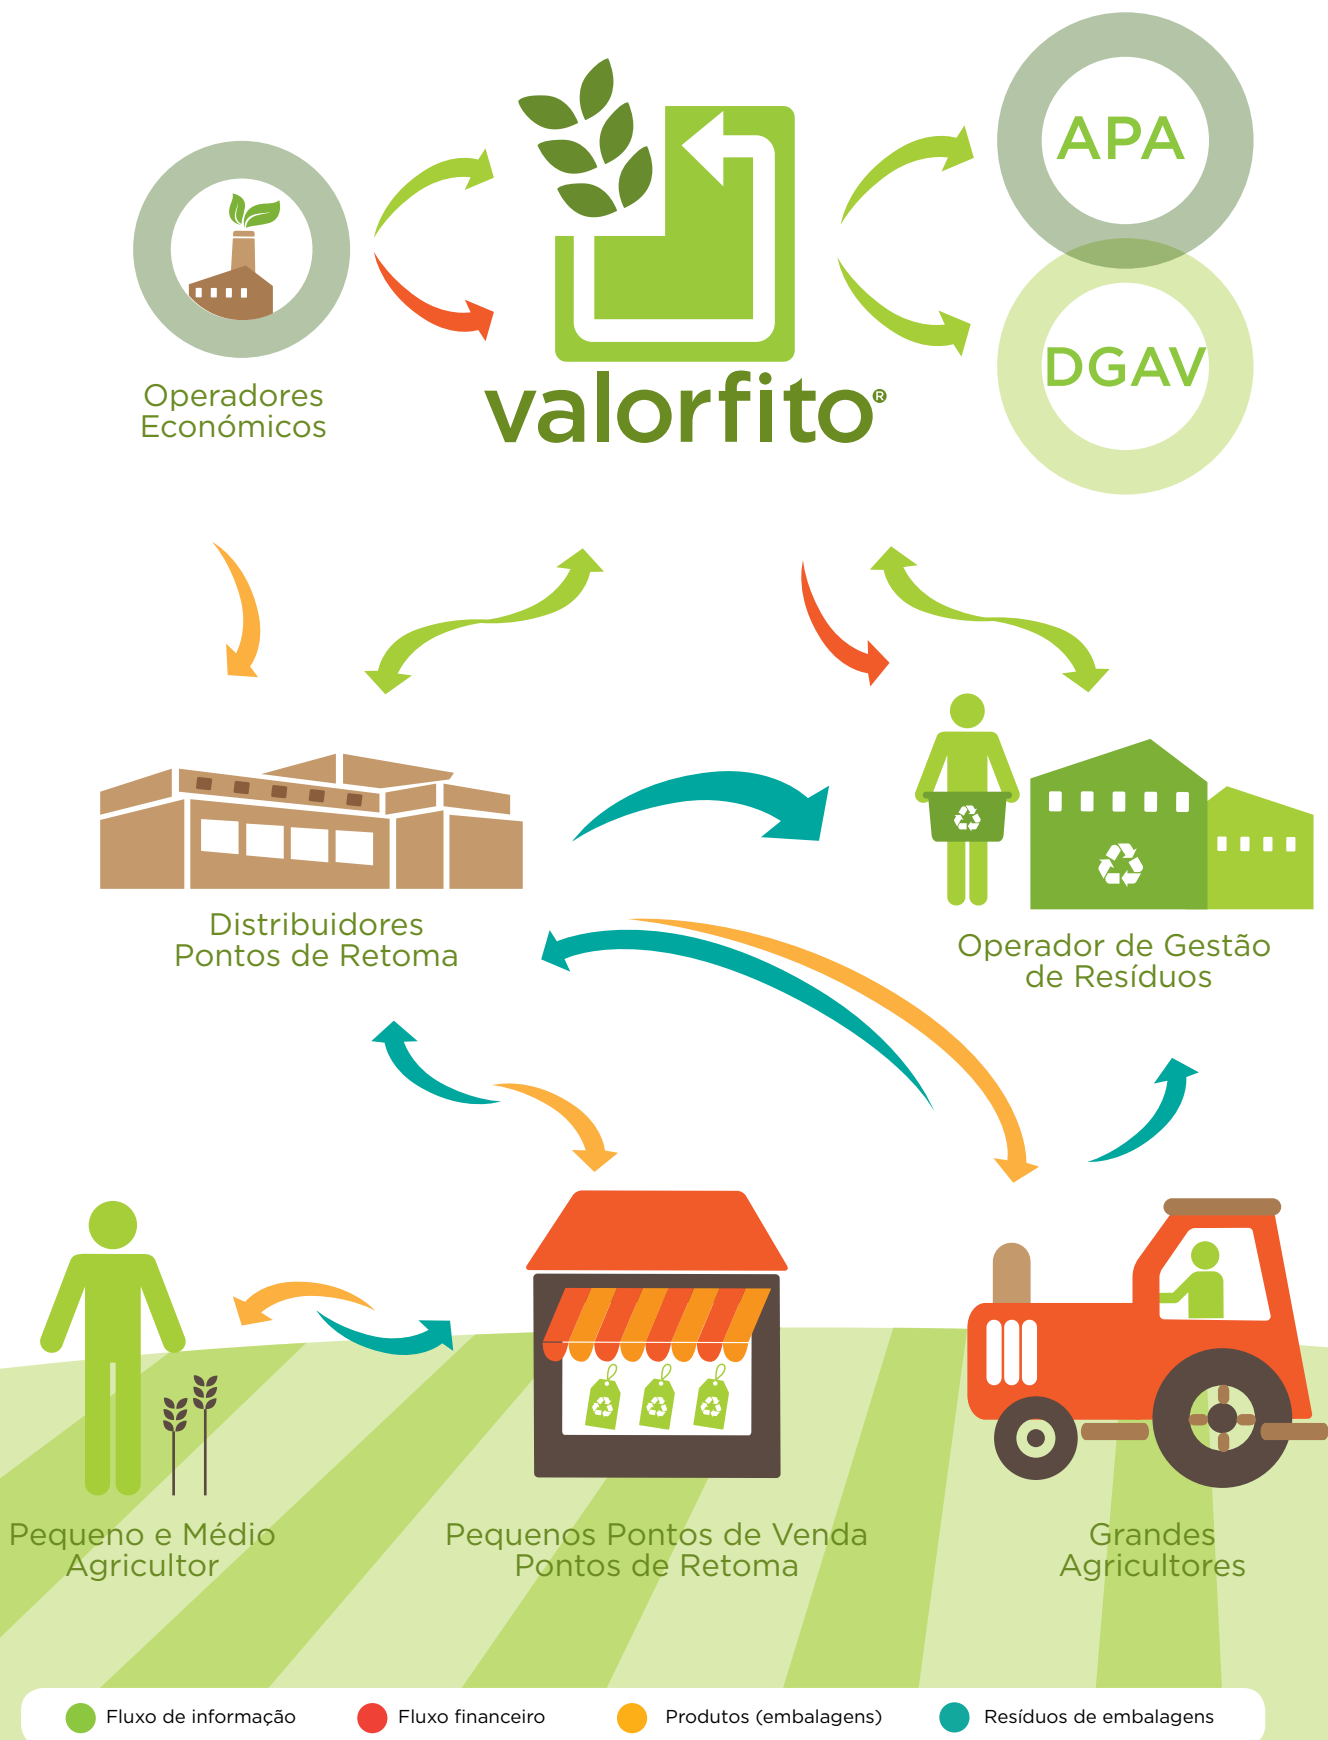 APA
DGAV
valorfito®
Operadores
Económicos
Distribuidores
Pontos de Retoma
Operador de Gestão
de Resíduos
Pequeno e Médio
Agricultor
Pequenos Pontos de Venda
Pontos de Retoma
Grandes
Agricultores
Fluxo de informação
Fluxo financeiro
Produtos (embalagens)
Resíduos de embalagens